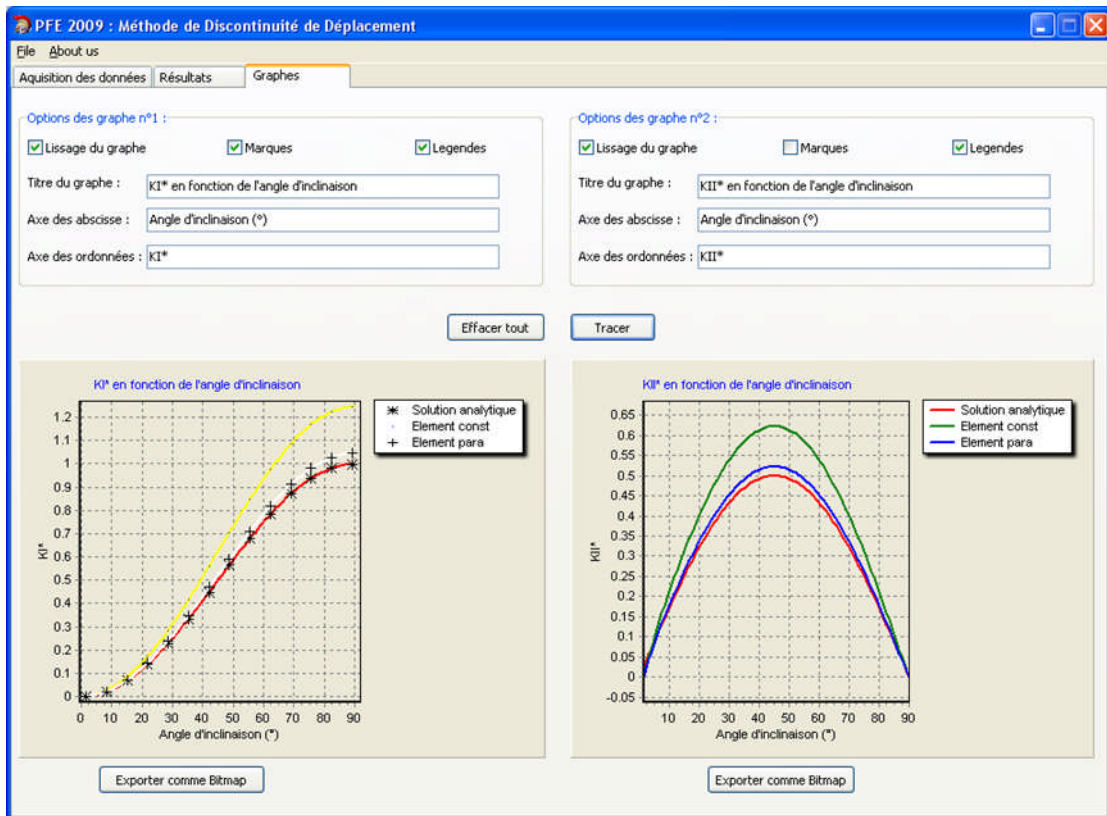 PFE 2009 : Méthode de Discontinuité de Déplacement
File About us
Aquisition des données Résultats Graphes
Options des graphe n°1 :
Lissage du graphe Marques Legendes
Titre du graphe : KI* en fonction de l'angle d'inclinaison
Axe des abscisse : Angle d'inclinaison (°)
Axe des ordonnées : KI*
Options des graphe n°2 :
Lissage du graphe Marques Legendes
Titre du graphe : KII* en fonction de l'angle d'inclinaison
Axe des abscisse : Angle d'inclinaison (°)
Axe des ordonnées : KII*
Effacer tout Tracer
KI* en fonction de l'angle d'inclinaison
Solution analytique
Element const
Element para
1.2
1.1
1
0.9
0.8
0.7
0.6
0.5
0.4
0.3
0.2
0.1
0
KI*
0 10 20 30 40 50 60 70 80 90
Angle d'inclinaison (°)
Exporter comme Bitmap
KII* en fonction de l'angle d'inclinaison
Solution analytique
Element const
Element para
0.65
0.6
0.55
0.5
0.45
0.4
0.35
0.3
0.25
0.2
0.15
0.1
0.05
0
-0.05
KII*
10 20 30 40 50 60 70 80 90
Angle d'inclinaison (°)
Exporter comme Bitmap